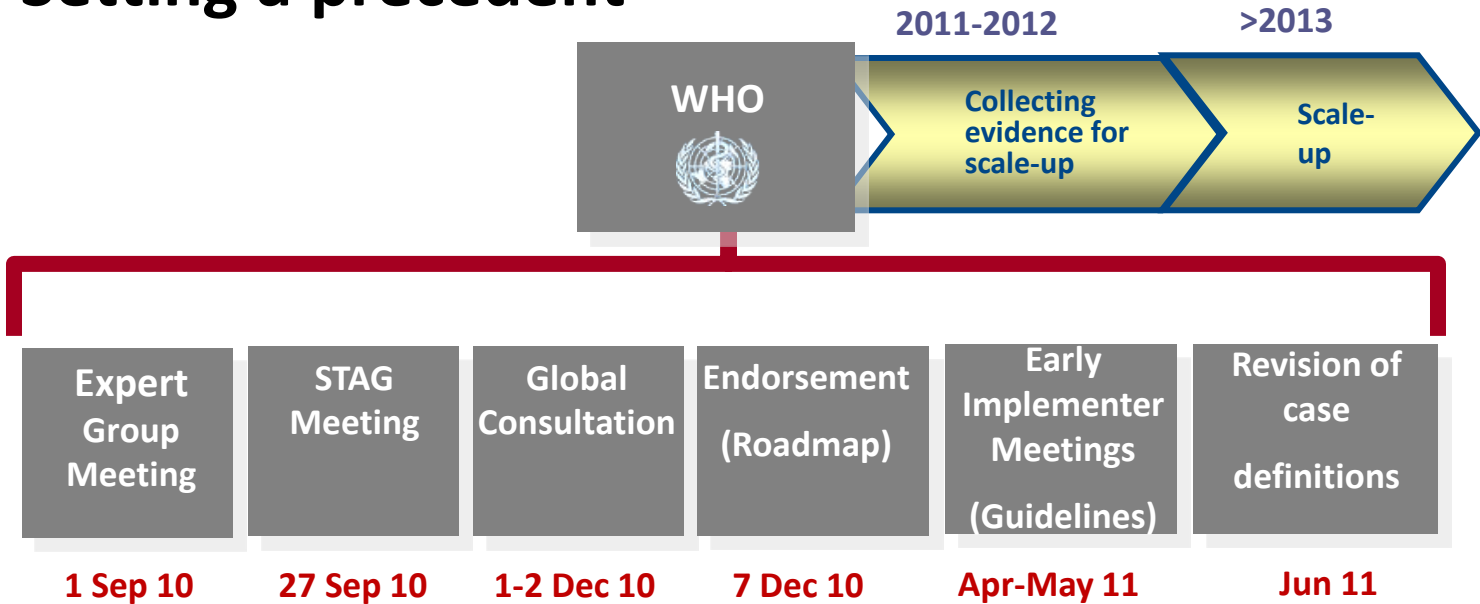 Setting a precedent
2011-2012
>2013
WHO
Collecting
evidence for
scale-up
Scale-
up
Expert
Group
Meeting
STAG
Meeting
Global
Consultation
Endorsement
(Roadmap)
Early
Implementer
Meetings
(Guidelines)
Revision of
case
definitions
1 Sep 10
27 Sep 10
1-2 Dec 10
7 Dec 10
Apr-May 11
Jun 11